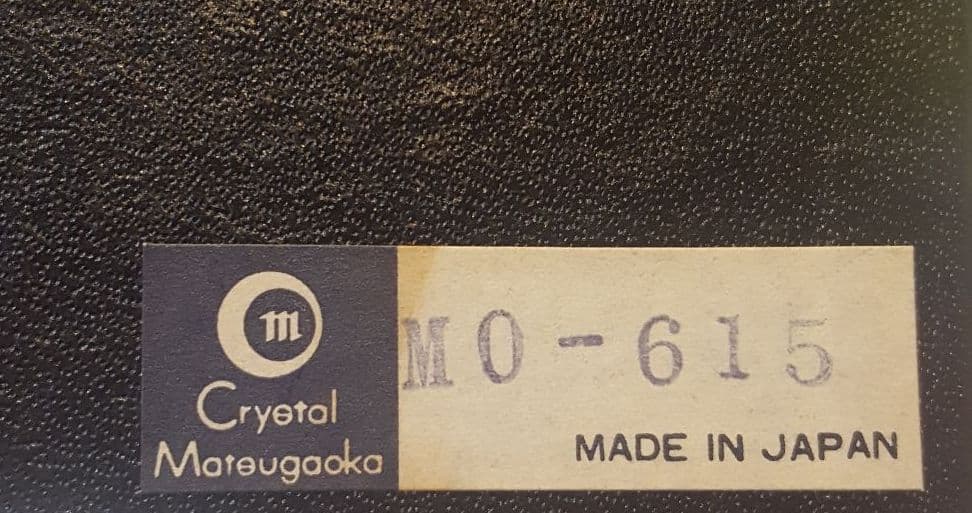 m
Crystal
Matsugaoka
MO-615
MADE IN JAPAN